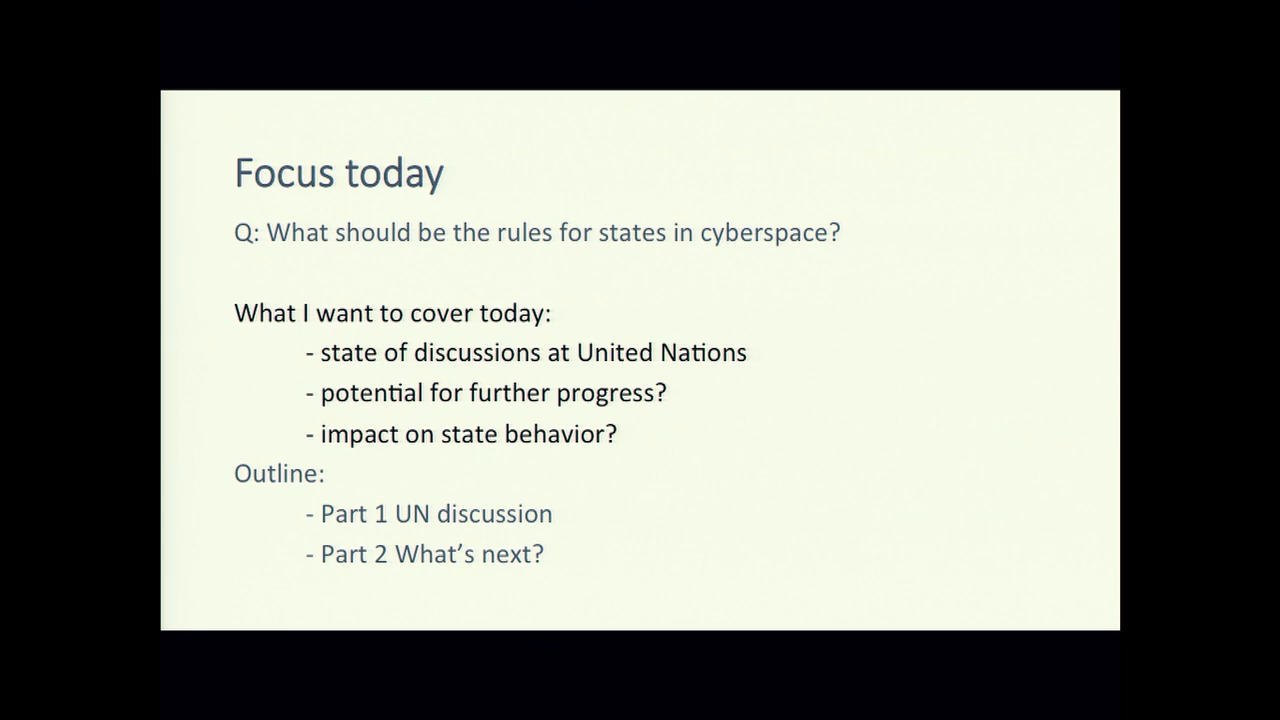 Focus today
Q: What should be the rules for states in cyberspace?
What I want to cover today:
- state of discussions at United Nations
- potential for further progress?
- impact on state behavior?
Outline:
- Part 1 UN discussion
- Part 2 What’s next?